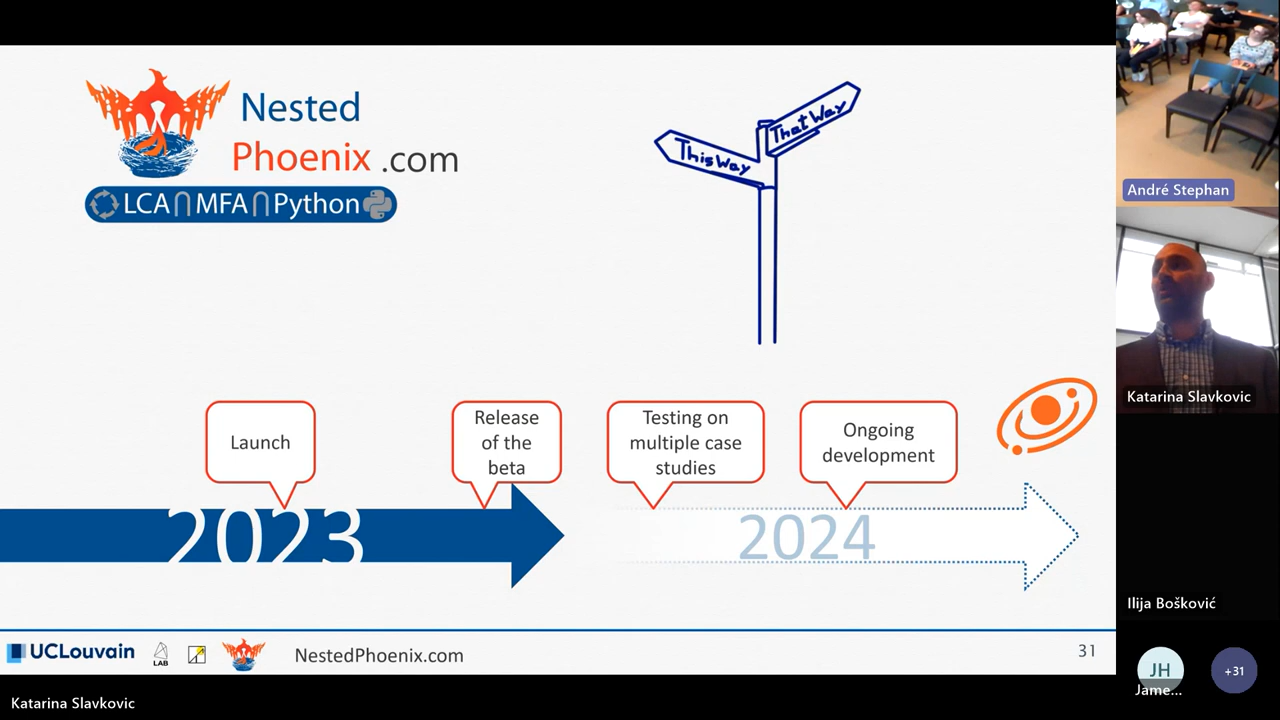 Nested
Phoenix .com
LCA∩MFA∩Python
This Way
That Way
Launch
Release
of the
beta
Testing on
multiple case
studies
Ongoing
development
2023
2024
UCLouvain
LAB
NestedPhoenix.com
31
Katarina Slavkovic
André Stephan
Katarina Slavkovic
Ilija Bošković
JH
Jame...
+31